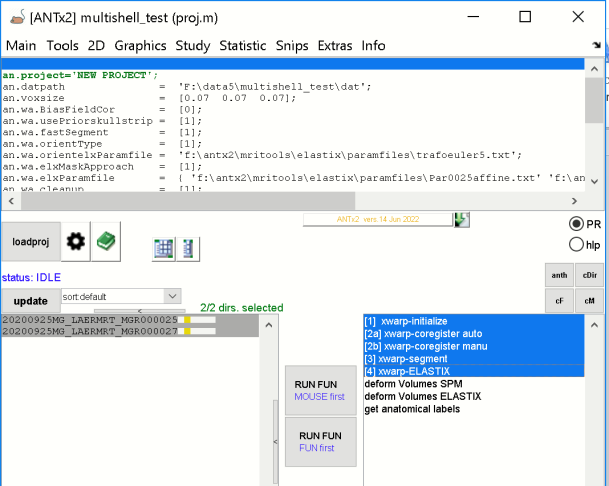 [ANTx2] multishell_test (proj.m)
Main Tools 2D Graphics Study Statistic Snips Extras Info
an.project='NEW PROJECT';
an.datpath = 'F:\data5\multishell_test\dat';
an.voxsize = [0.07 0.07 0.07];
an.wa.BiasFieldCor = [0];
an.wa.usePriorskullstrip = [1];
an.wa.fastSegment = [1];
an.wa.orientType = [1];
an.wa.orientelxParamfile = 'f:\antx2\mritools\elastix\paramfiles\trafoeuler5.txt';
an.wa.elxMaskApproach = [1];
an.wa.elxParamfile = { 'f:\antx2\mritools\elastix\paramfiles\Par0025affine.txt' 'f:\an
an.wa.cleanup = [1];
ANTx2: vers 14 Jun 2022
loadproj
PR
hlp
status: IDLE
anth cDir
update
sort:default
cF cM
2/2 dirs. selected
20200925MG_LAERMRT_MGR000025
20200925MG_LAERMRT_MGR000027
[1] xwarp-initialize
[2a] xwarp-coregister auto
[2b] xwarp-coregister manu
[3] xwarp-segment
[4] xwarp-ELASTIX
deform Volumes SPM
deform Volumes ELASTIX
get anatomical labels
RUN FUN
MOUSE first
RUN FUN
FUN first